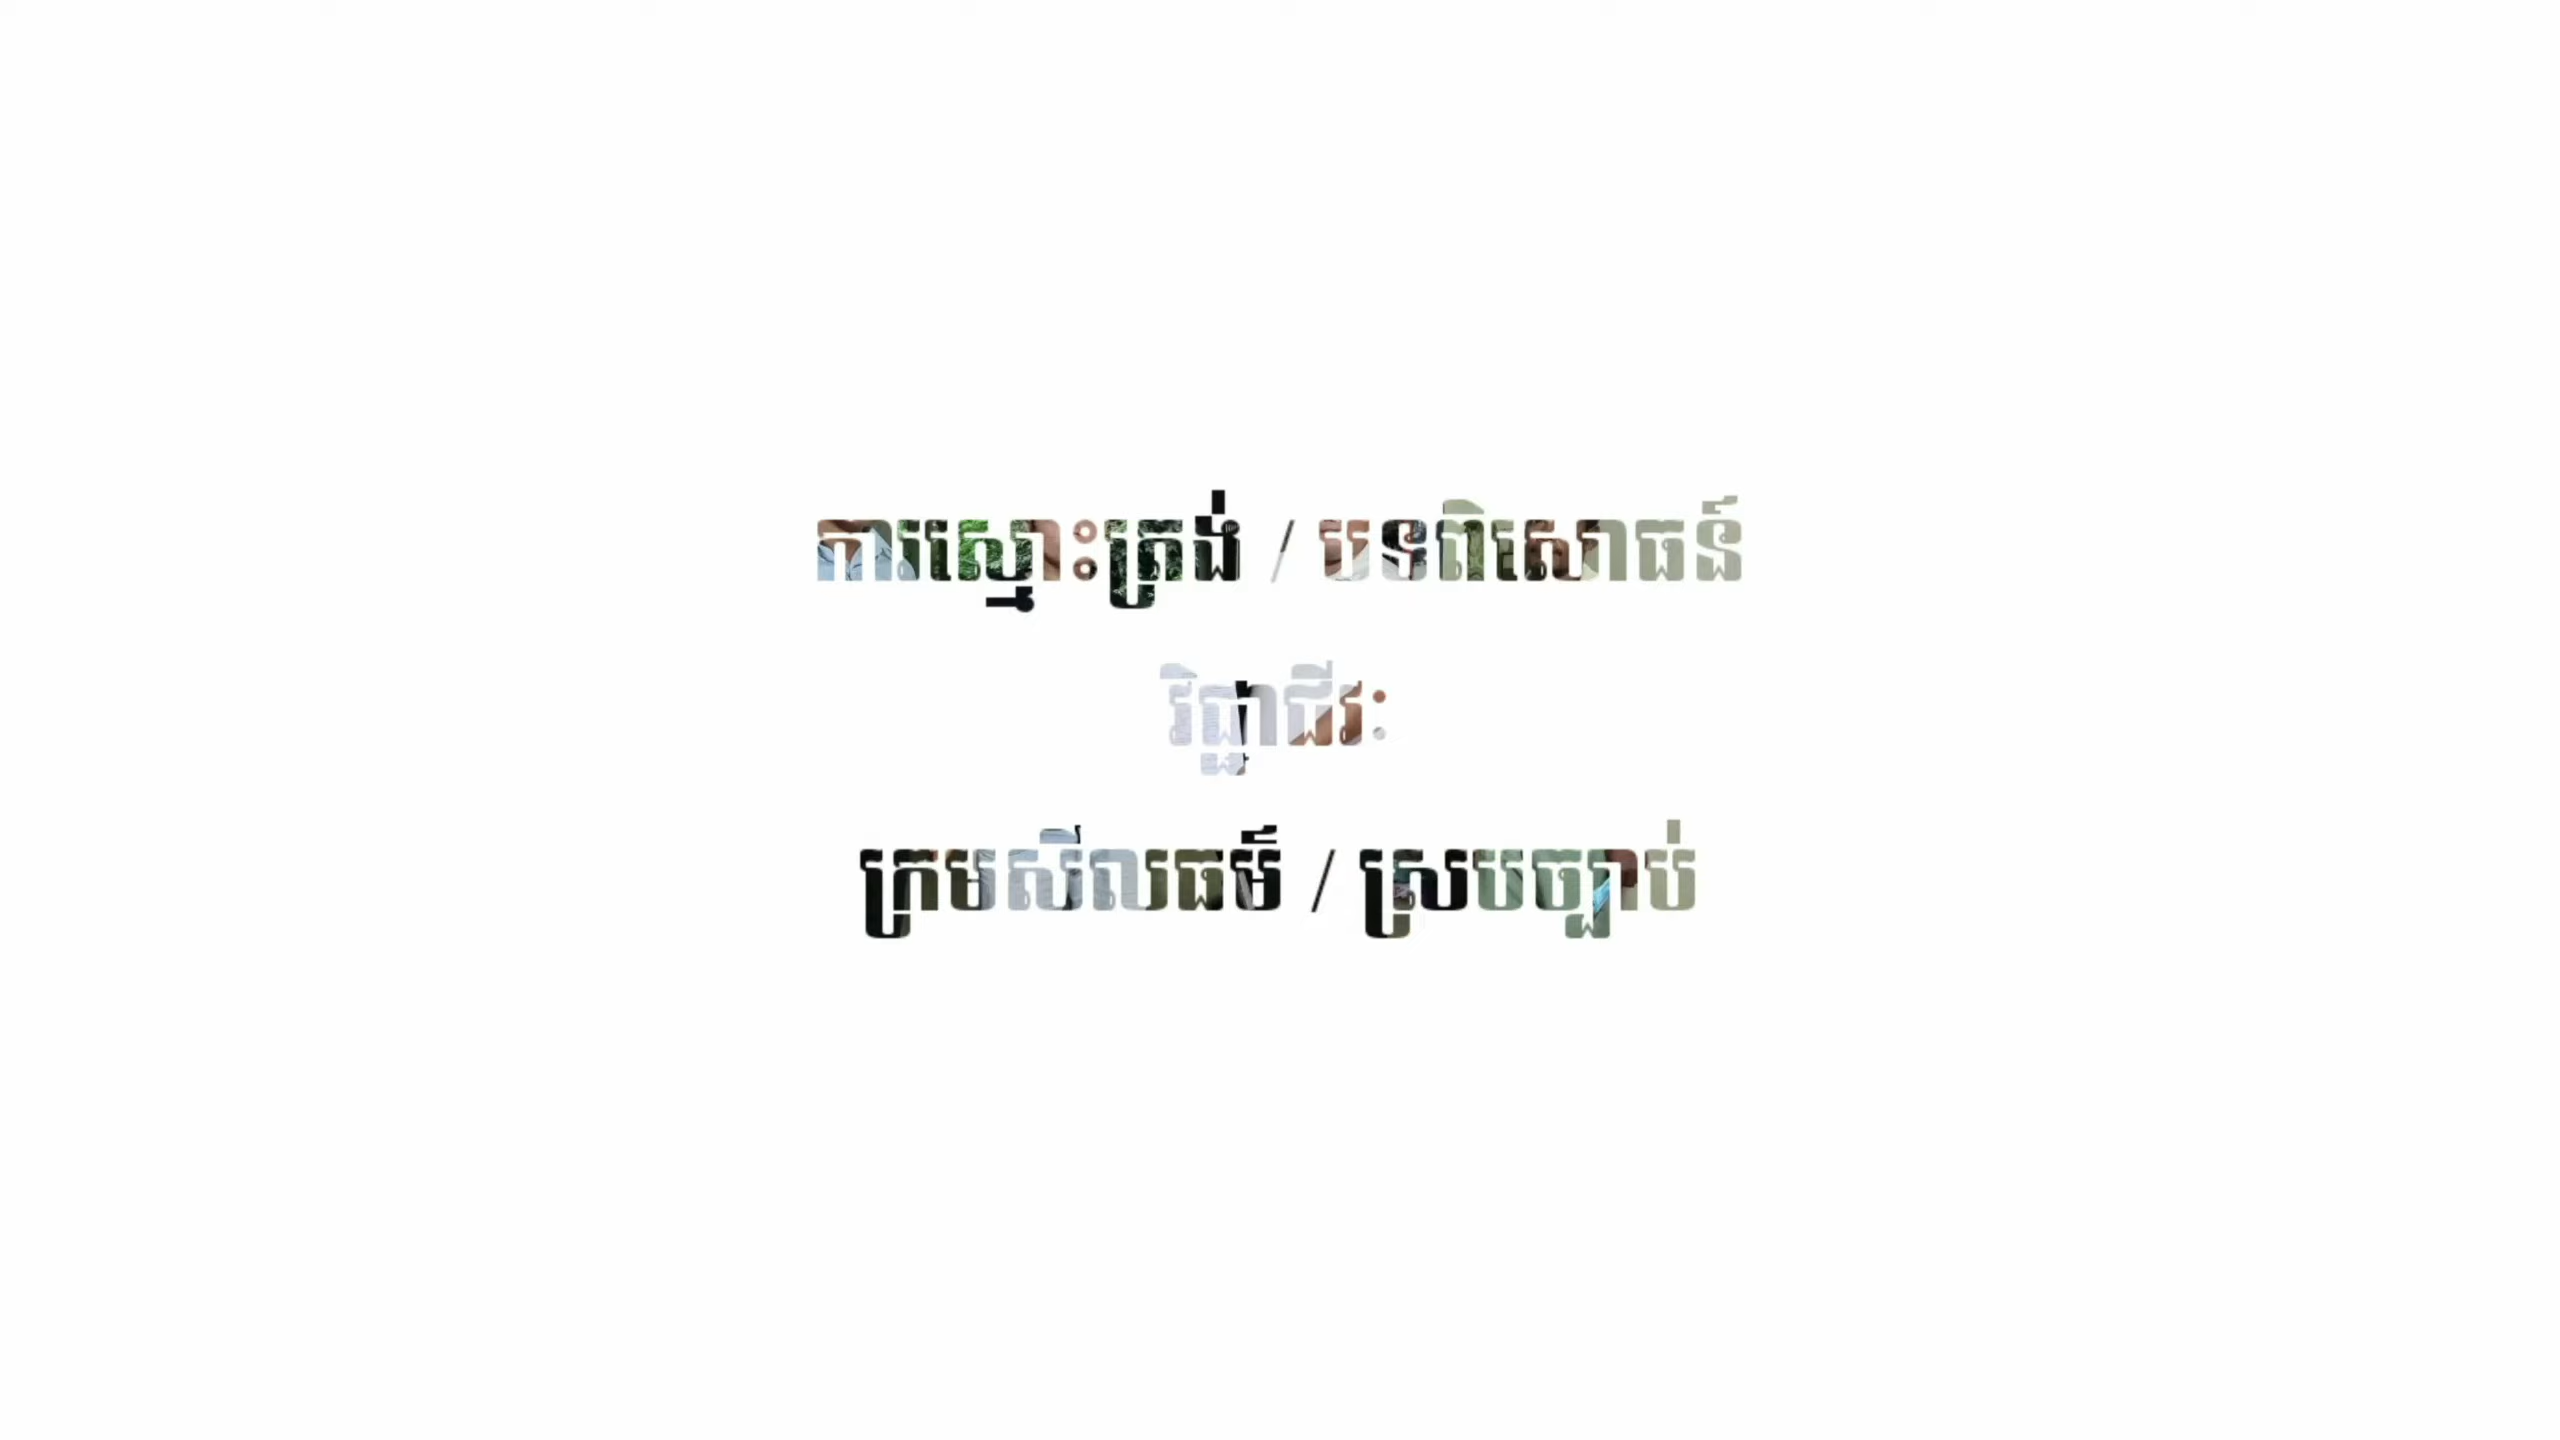 ការស្មោះត្រង់ / បទពិសោធន៍
វិជ្ជាជីវៈ
ក្រមសីលធម៌ / ស្របច្បាប់